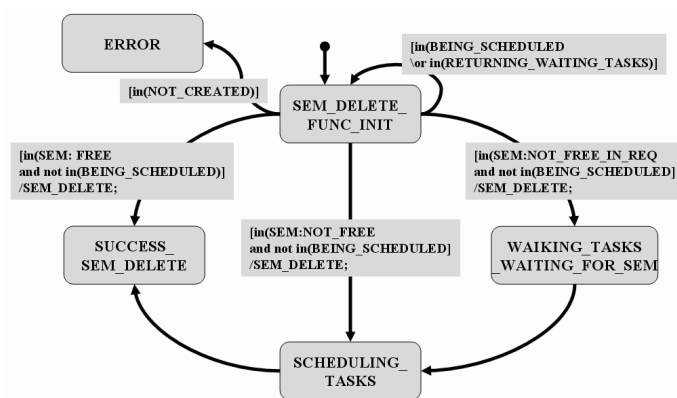 ERROR
[in(BEING_SCHEDULED
\or in(RETURNING_WAITING_TASKS)]
[in(NOT_CREATED)]
SEM_DELETE_
FUNC_INIT
[in(SEM: FREE
and not in(BEING_SCHEDULED)]
/SEM_DELETE;
[in(SEM:NOT_FREE_IN_REQ
and not in(BEING_SCHEDULED]
/SEM_DELETE;
[in(SEM:NOT_FREE
and not in(BEING_SCHEDULED]
/SEM_DELETE;
SUCCESS_
SEM_DELETE
WAIKING_TASKS
_WAITING_FOR_SEM
SCHEDULING_
TASKS